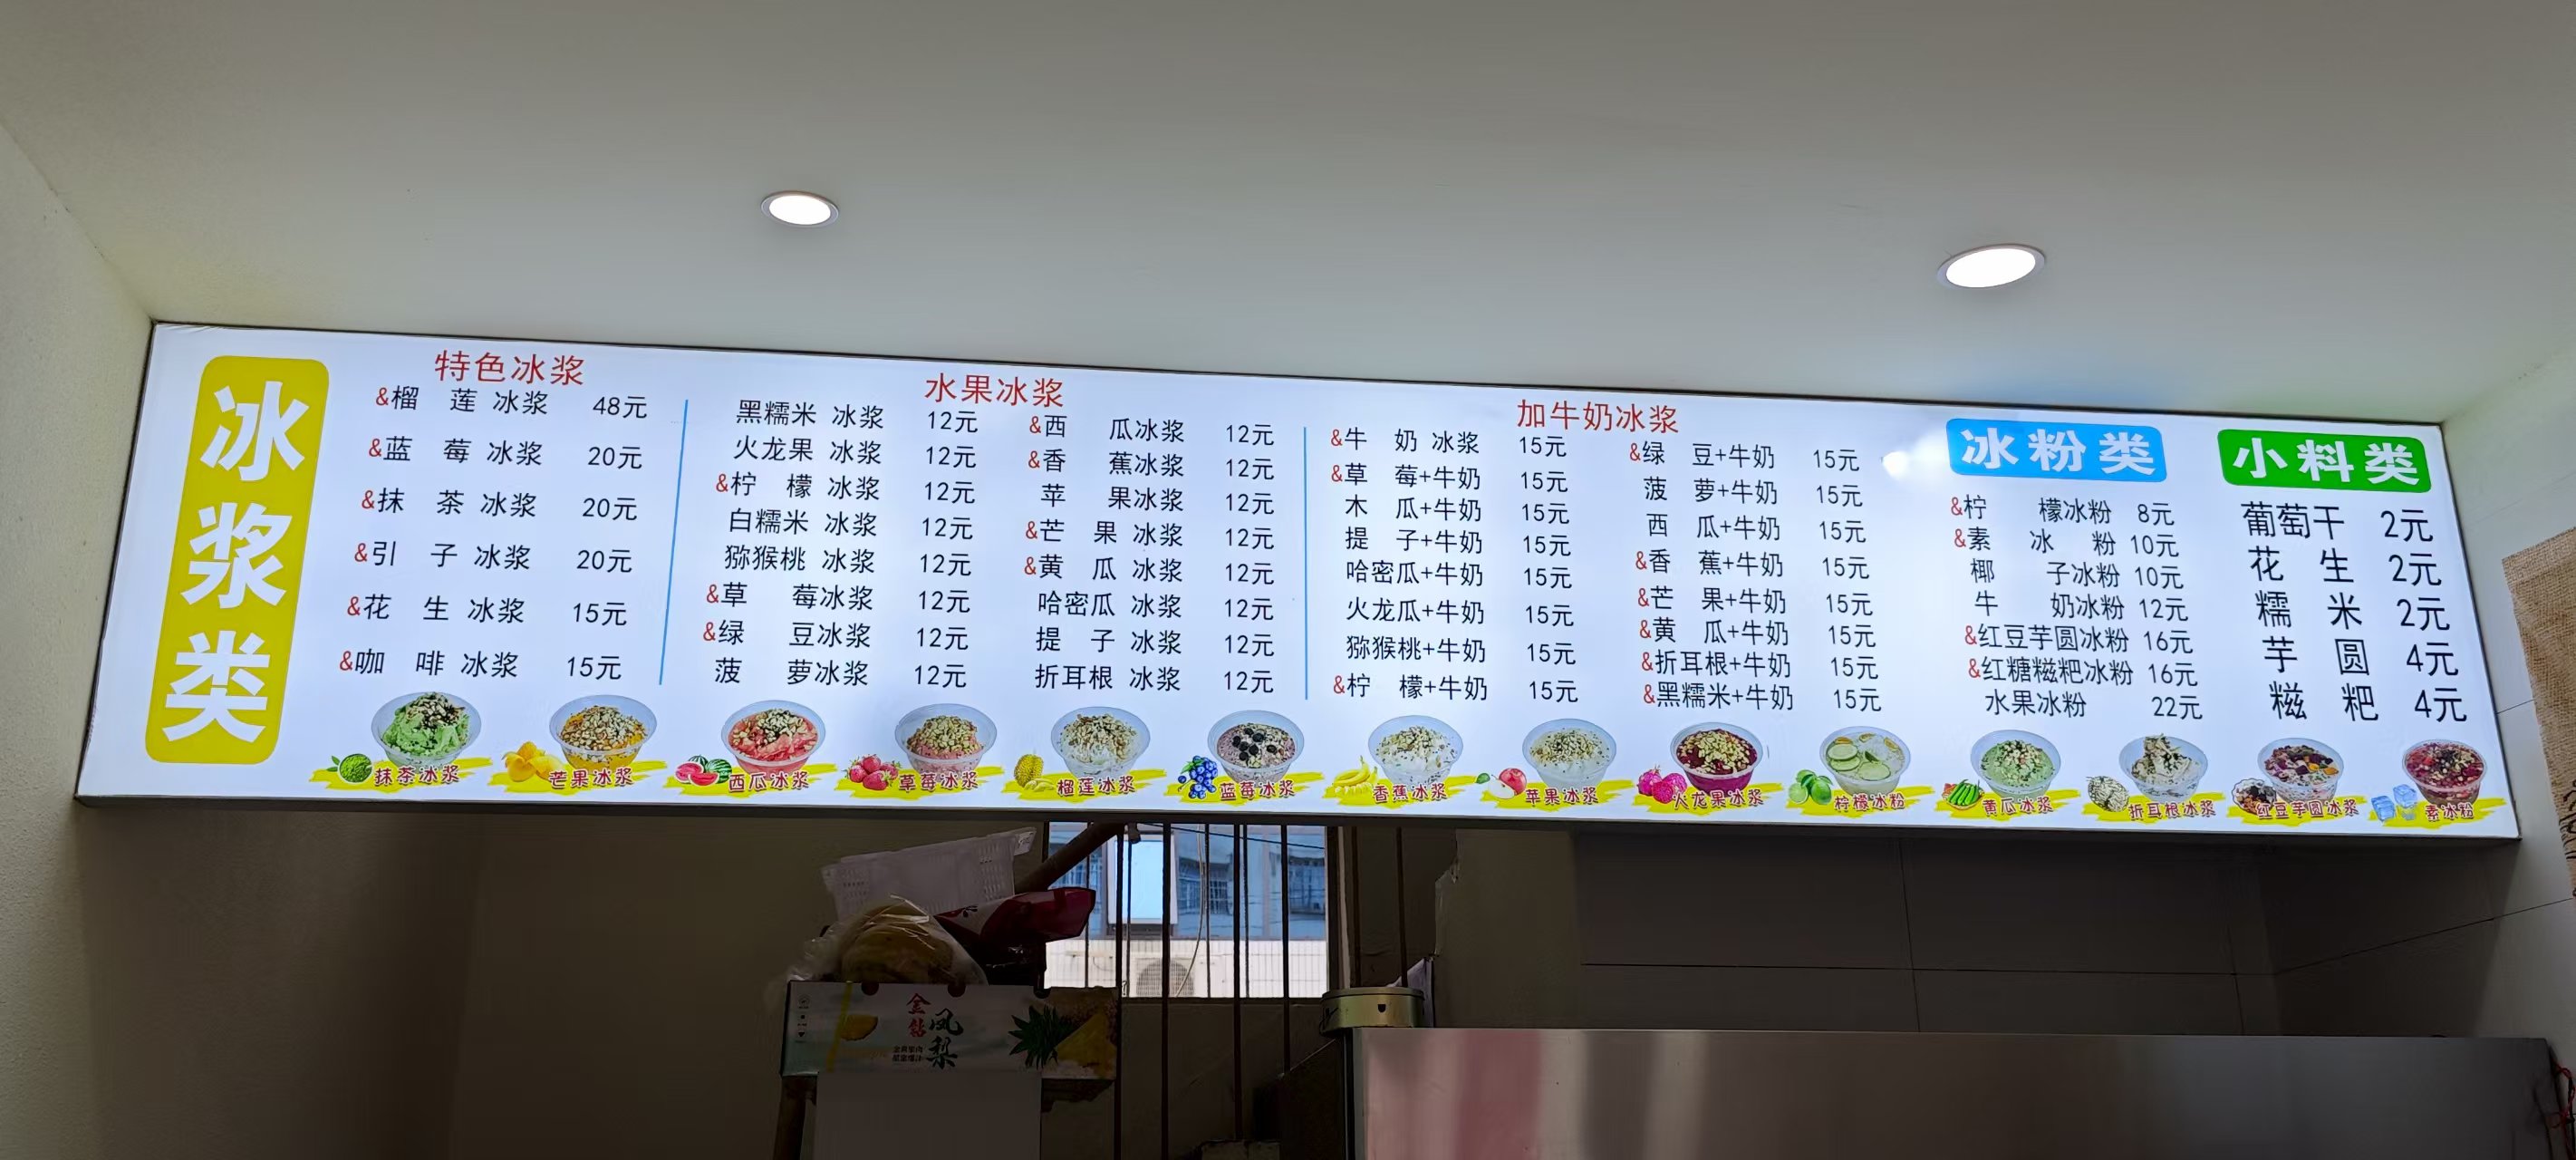 冰浆类
特色冰浆
&榴莲冰浆 48元
&蓝莓冰浆 20元
&抹茶冰浆 20元
&引子冰浆 20元
&花生冰浆 15元
&咖啡冰浆 15元
水果冰浆
黑糯米冰浆 12元
火龙果冰浆 12元
&柠檬冰浆 12元
白糯米冰浆 12元
猕猴桃冰浆 12元
&草莓冰浆 12元
&绿豆冰浆 12元
菠萝冰浆 12元
&西瓜冰浆 12元
&香蕉冰浆 12元
苹果冰浆 12元
&芒果冰浆 12元
&黄瓜冰浆 12元
哈密瓜冰浆 12元
提子冰浆 12元
折耳根冰浆 12元
加牛奶冰浆
&牛奶冰浆 15元
&草莓+牛奶 15元
木瓜+牛奶 15元
提子+牛奶 15元
哈密瓜+牛奶 15元
火龙瓜+牛奶 15元
猕猴桃+牛奶 15元
&柠檬+牛奶 15元
&绿豆+牛奶 15元
菠萝+牛奶 15元
西瓜+牛奶 15元
&香蕉+牛奶 15元
&芒果+牛奶 15元
&黄瓜+牛奶 15元
&折耳根+牛奶 15元
&黑糯米+牛奶 15元
冰粉类
&柠檬冰粉 8元
&素冰粉 10元
椰子冰粉 10元
牛奶冰粉 12元
&红豆芋圆冰粉 16元
&红糖糍粑冰粉 16元
水果冰粉 22元
小料类
葡萄干 2元
花生 2元
糯米 2元
芋圆 4元
糍粑 4元
抹茶冰浆
芒果冰浆
西瓜冰浆
草莓冰浆
榴莲冰浆
蓝莓冰浆
香蕉冰浆
苹果冰浆
火龙果冰浆
柠檬冰粉
黄瓜冰浆
折耳根冰浆
红豆芋圆冰浆
素冰粉
金钻
凤梨